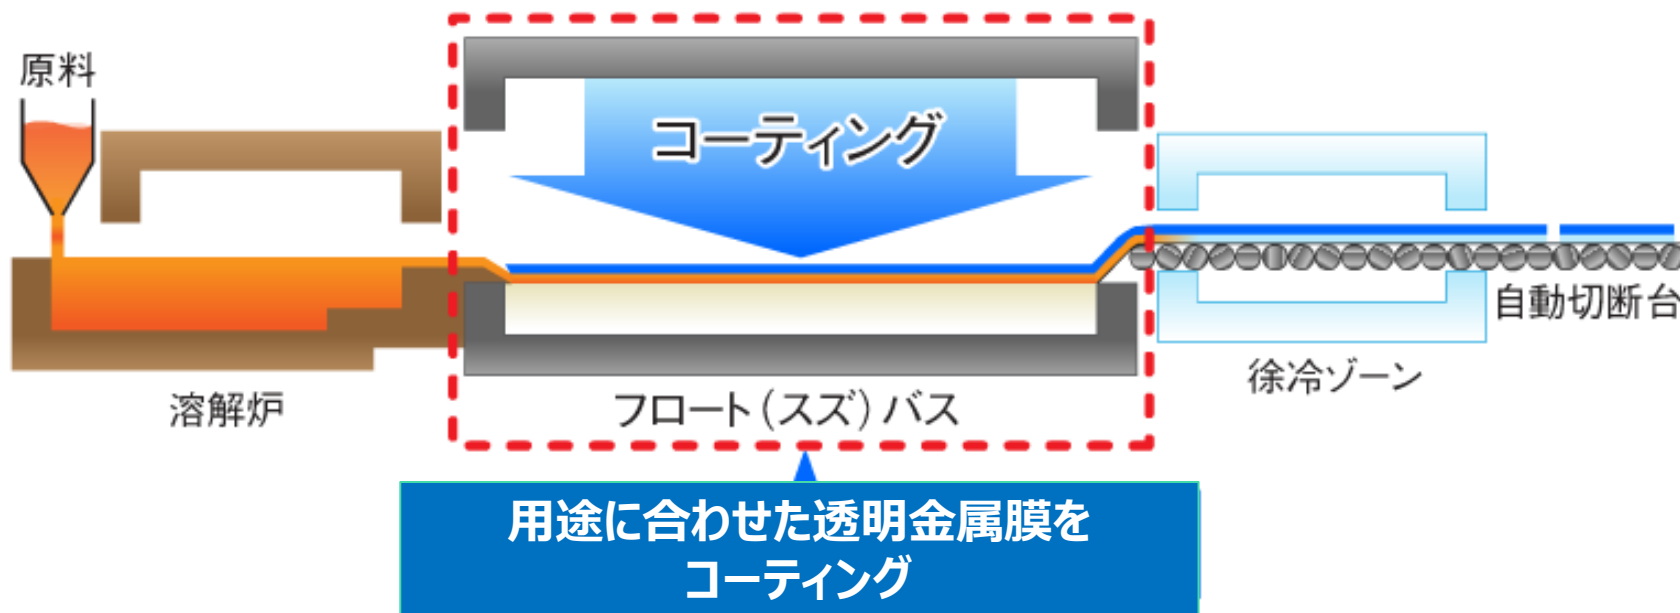 原料
コーティング
自動切断台
徐冷ゾーン
溶解炉
フロート(スズ)バス
用途に合わせた透明金属膜を
コーティング